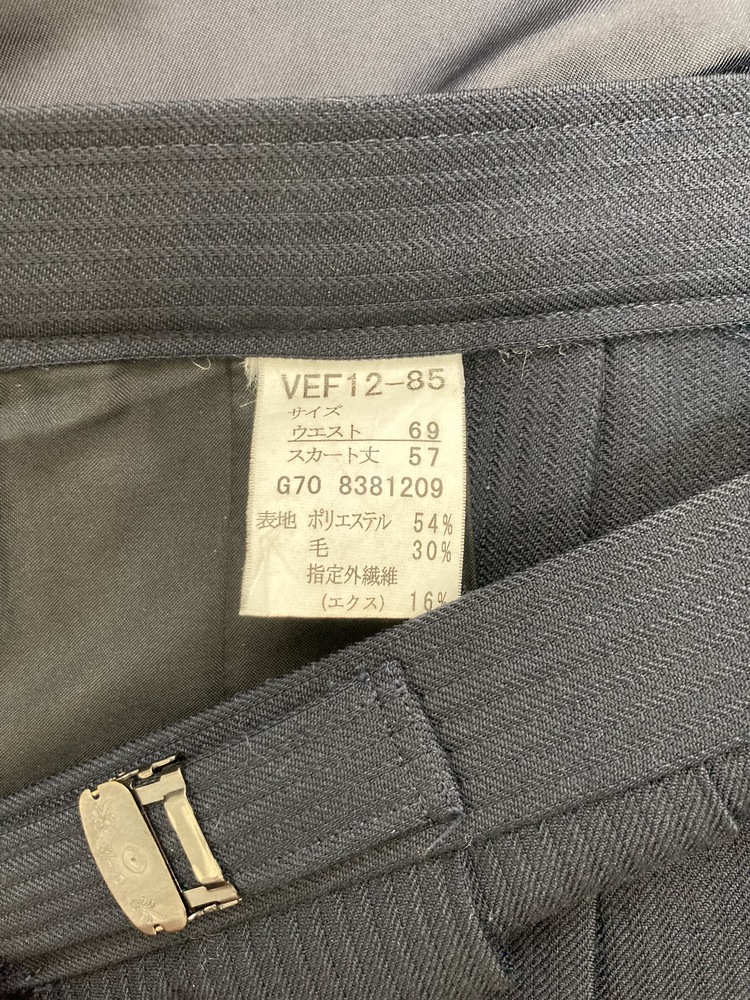 VEF12-85
サイズ
ウエスト 69
スカート丈 57
G70 8381209
表地 ポリエステル 54%
毛 30%
指定外繊維
(エクス) 16%